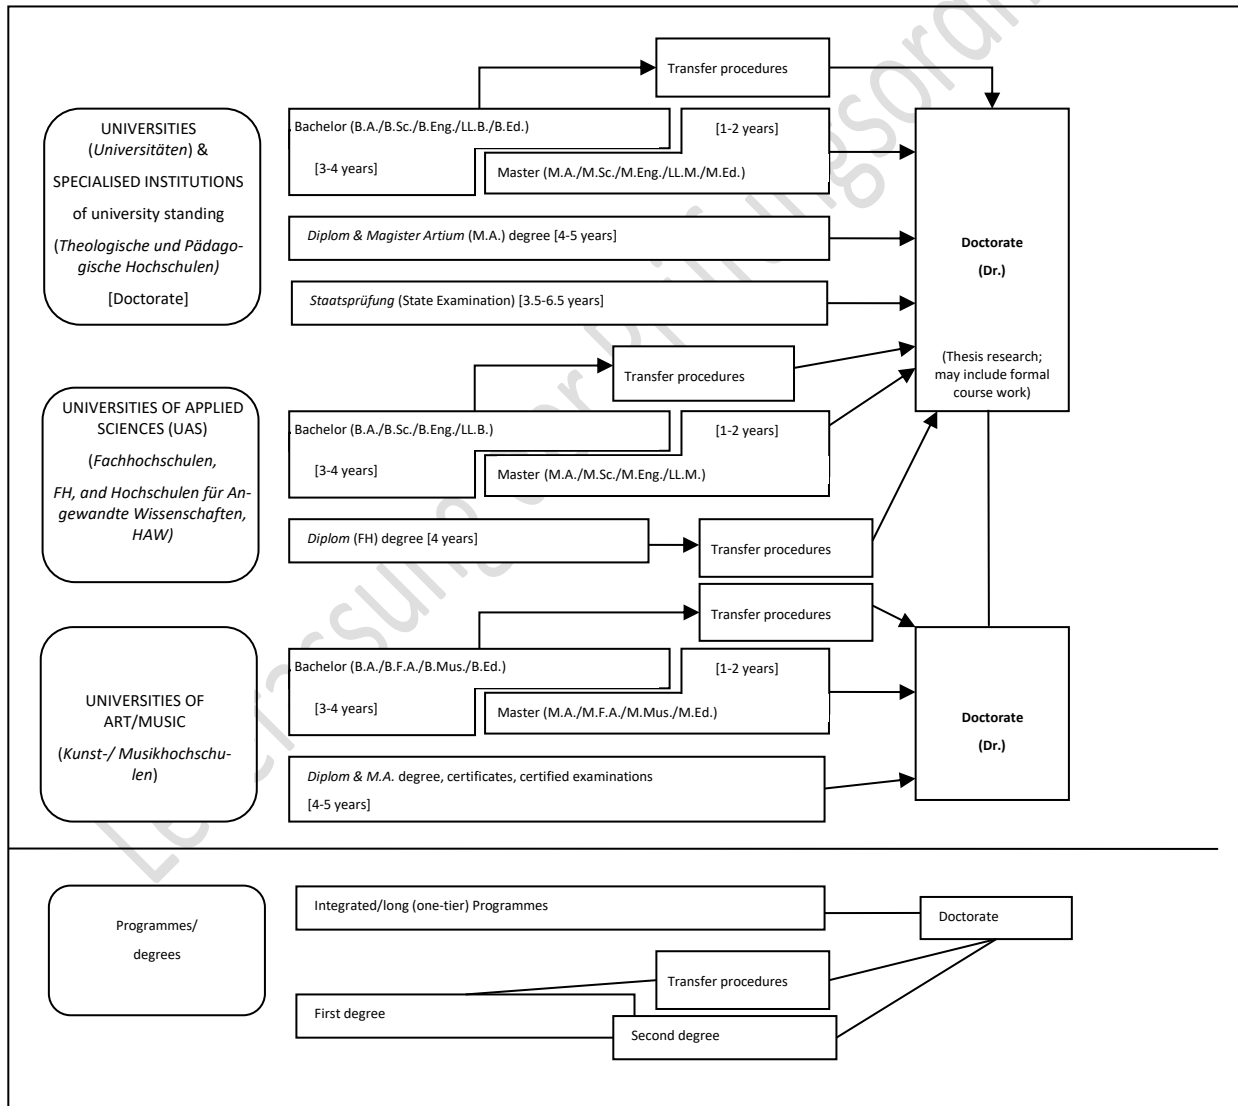 Transfer procedures
UNIVERSITIES
(Universitäten) &
SPECIALISED INSTITUTIONS
of university standing
(Theologische und Pädago-
gische Hochschulen)
[Doctorate]
Bachelor (B.A./B.Sc./B.Eng./LL.B./B.Ed.)
[3-4 years]
[1-2 years]
Master (M.A./M.Sc./M.Eng./LL.M./M.Ed.)
Diplom & Magister Artium (M.A.) degree [4-5 years]
Staatsprüfung (State Examination) [3.5-6.5 years]
Doctorate
(Dr.)
(Thesis research;
may include formal
course work)
Transfer procedures
UNIVERSITIES OF APPLIED
SCIENCES (UAS)
(Fachhochschulen,
FH, and Hochschulen für An-
gewandte Wissenschaften,
HAW)
Bachelor (B.A./B.Sc./B.Eng./LL.B.)
[3-4 years]
[1-2 years]
Master (M.A./M.Sc./M.Eng./LL.M.)
Diplom (FH) degree [4 years]
Transfer procedures
Transfer procedures
UNIVERSITIES OF
ART/MUSIC
(Kunst-/ Musikhochschu-
len)
Bachelor (B.A./B.F.A./B.Mus./B.Ed.)
[3-4 years]
[1-2 years]
Master (M.A./M.F.A./M.Mus./M.Ed.)
Diplom & M.A. degree, certificates, certified examinations
[4-5 years]
Doctorate
(Dr.)
Programmes/
degrees
Integrated/long (one-tier) Programmes
Doctorate
Transfer procedures
First degree
Second degree